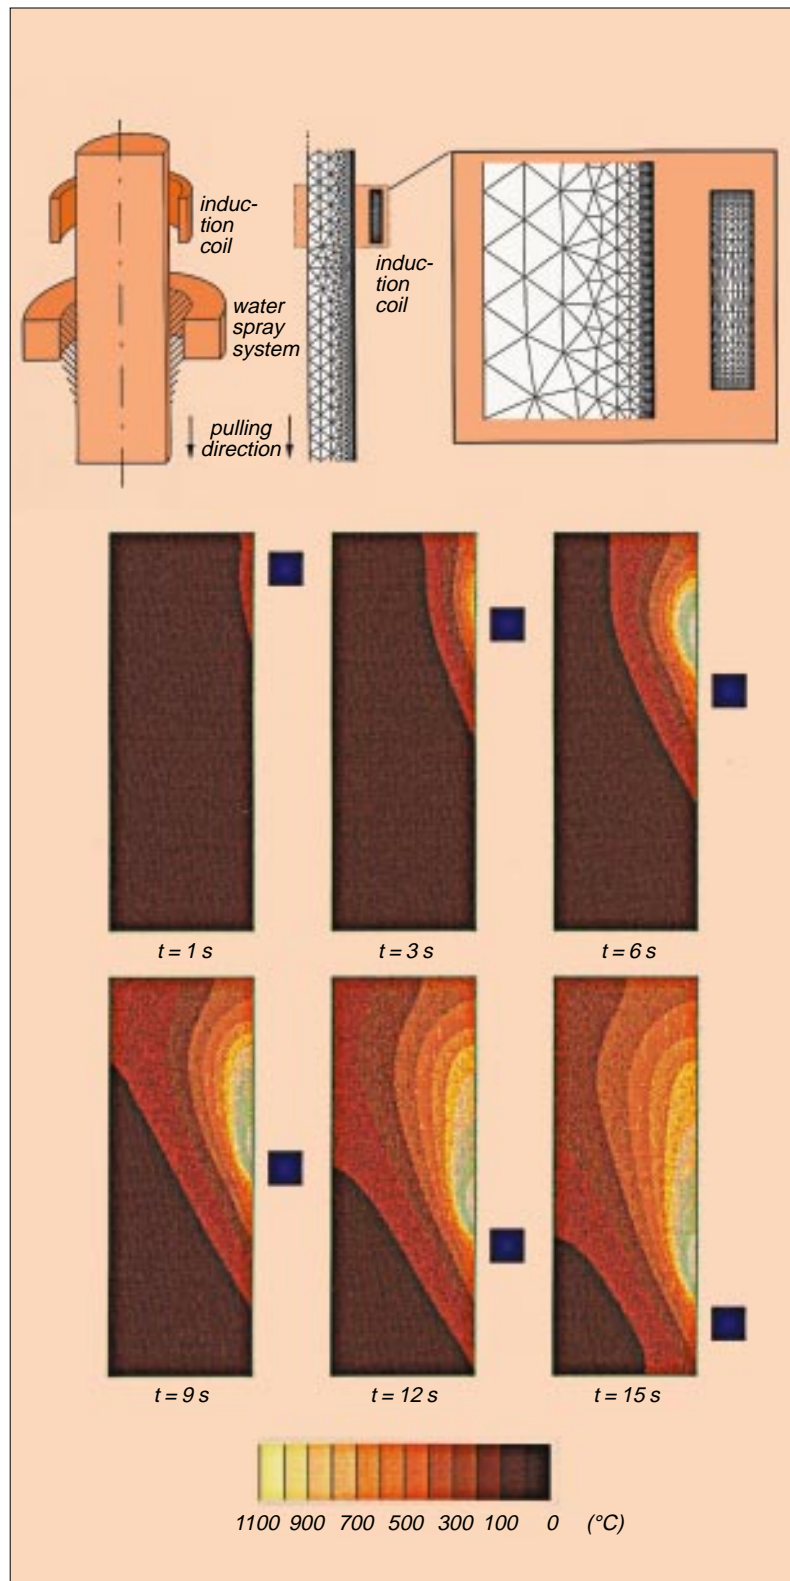 induc-
tion
coil
water
spray
system
pulling
direction
induc-
tion
coil
t = 1 s
t = 3 s
t = 6 s
t = 9 s
t = 12 s
t = 15 s
1100 900 700 500 300 100 0 (°C)